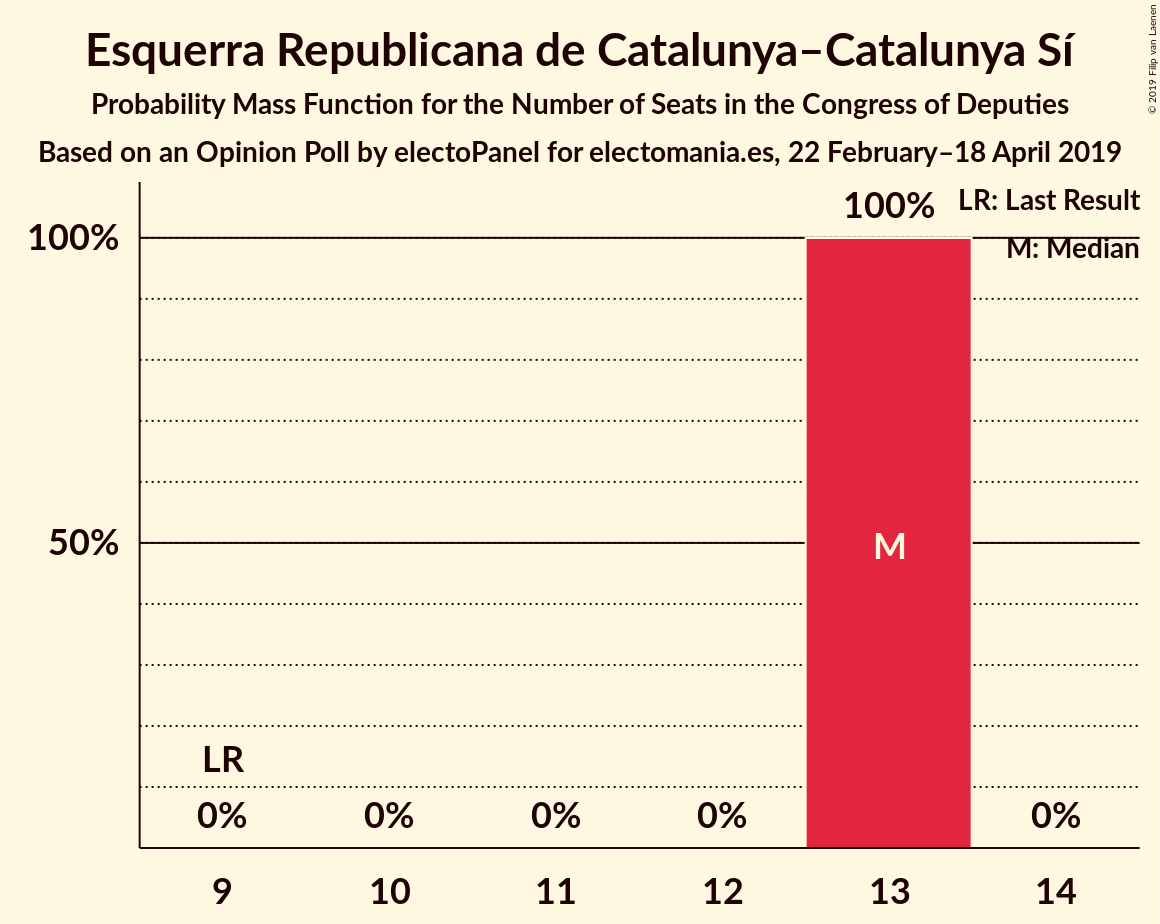 Esquerra Republicana de Catalunya–Catalunya Sí
Probability Mass Function for the Number of Seats in the Congress of Deputies
Based on an Opinion Poll by electoPanel for electomania.es, 22 February–18 April 2019
© 2019 Filip van Laenen
100% LR: Last Result
100%
M: Median
50%
M
LR
0% 0% 0% 0% 0%
9 10 11 12 13 14